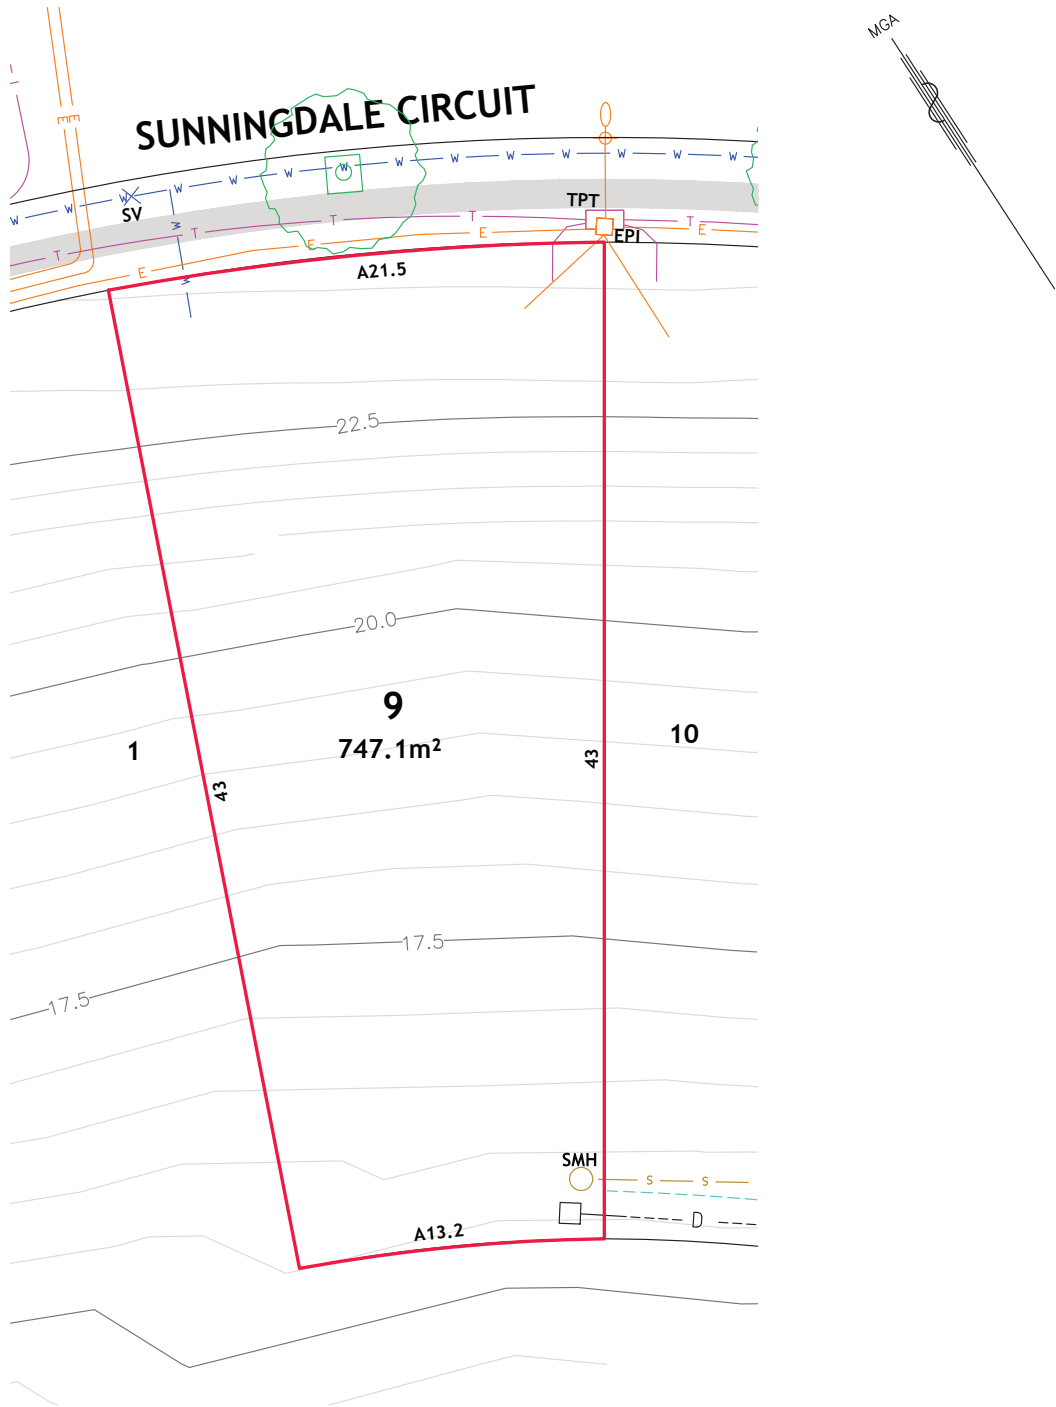 MGA
SUNNINGDALE CIRCUIT
E E
W W W W W W W W W W W W W W
SV
TPT
T T T T T
EPI
E E E E E
W
W
A21.5
22.5
20.0
9
747.1m²
1
10
43
43
17.5
17.5
SMH
S S
D
A13.2